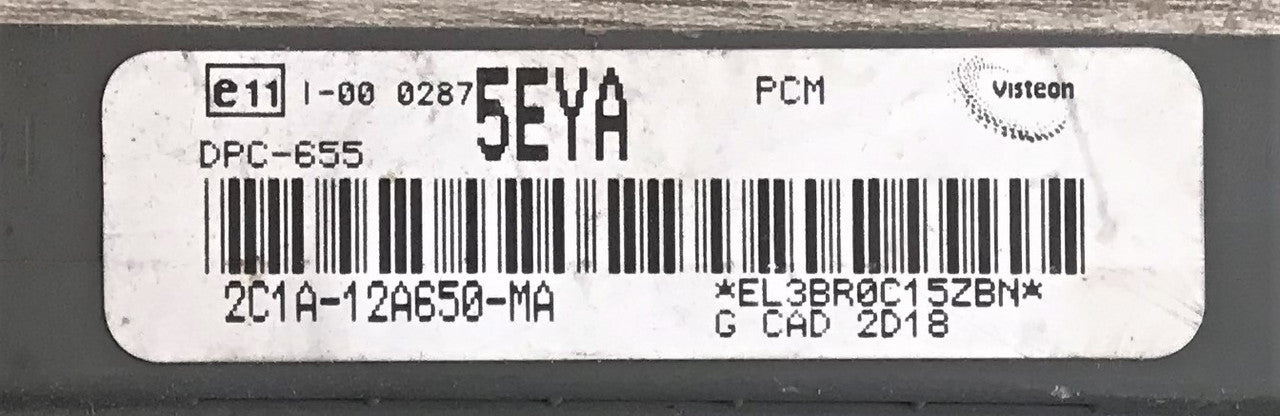 e11 I-00 0287 5EYA PCM Visteon
DPC-655
2C1A-12A650-MA *EL3BR0C15ZBN*
G CAD 2D18